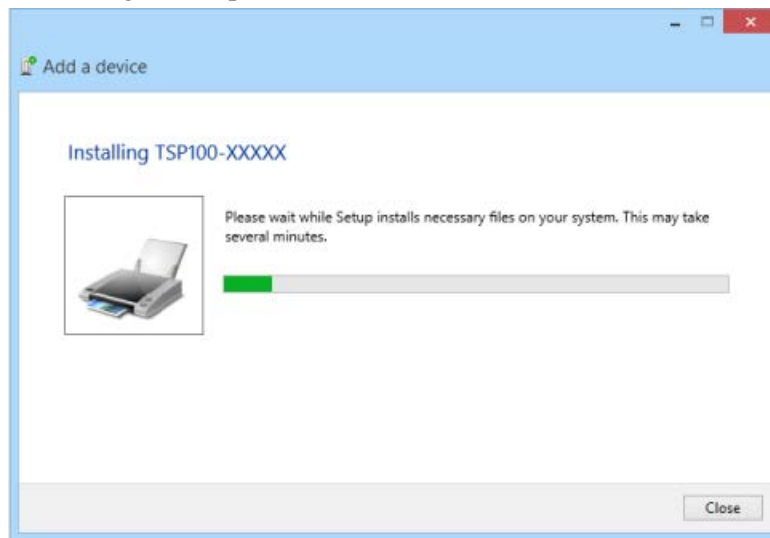 Add a device
Installing TSP100-XXXXX
Please wait while Setup installs necessary files on your system. This may take
several minutes.
Close